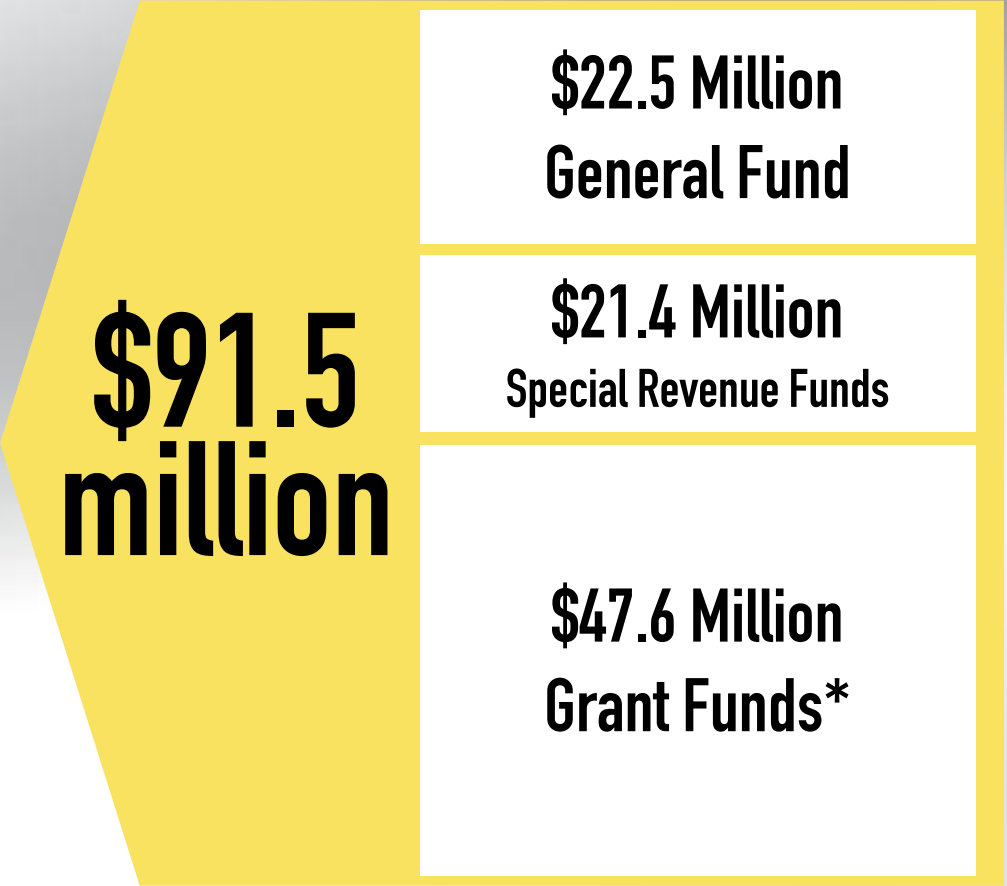 $91.5
million
$22.5 Million
General Fund
$21.4 Million
Special Revenue Funds
$47.6 Million
Grant Funds*